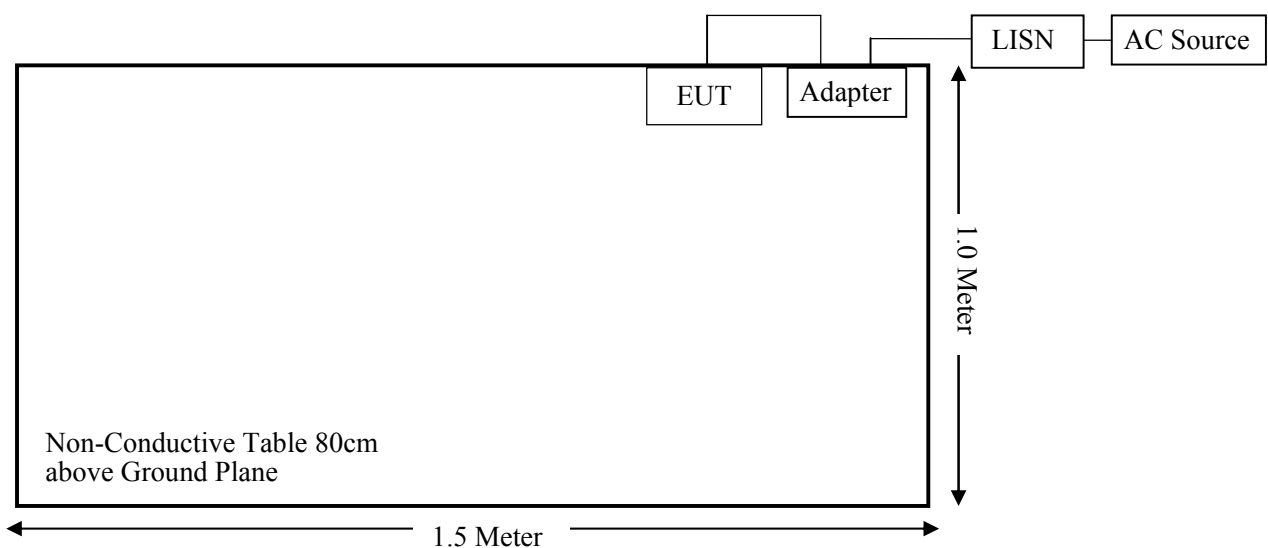 LISN
AC Source
EUT
Adapter
1.0 Meter
Non-Conductive Table 80cm
above Ground Plane
1.5 Meter